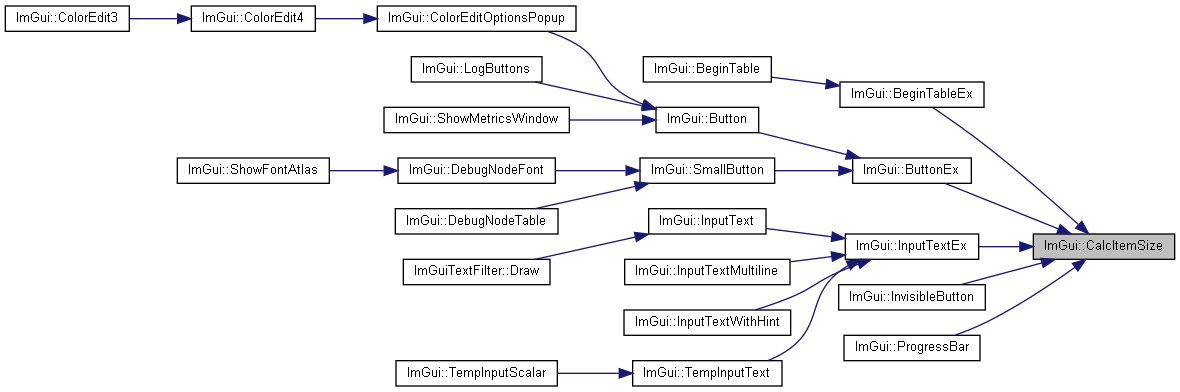 ImGui::ColorEdit3
ImGui::ColorEdit4
ImGui::ColorEditOptionsPopup
ImGui::LogButtons
ImGui::BeginTable
ImGui::BeginTableEx
ImGui::ShowMetricsWindow
ImGui::Button
ImGui::ShowFontAtlas
ImGui::DebugNodeFont
ImGui::SmallButton
ImGui::ButtonEx
ImGui::DebugNodeTable
ImGui::InputText
ImGui::InputTextEx
ImGui::CalcItemSize
ImGuiTextFilter::Draw
ImGui::InputTextMultiline
ImGui::InvisibleButton
ImGui::InputTextWithHint
ImGui::ProgressBar
ImGui::TempInputScalar
ImGui::TempInputText